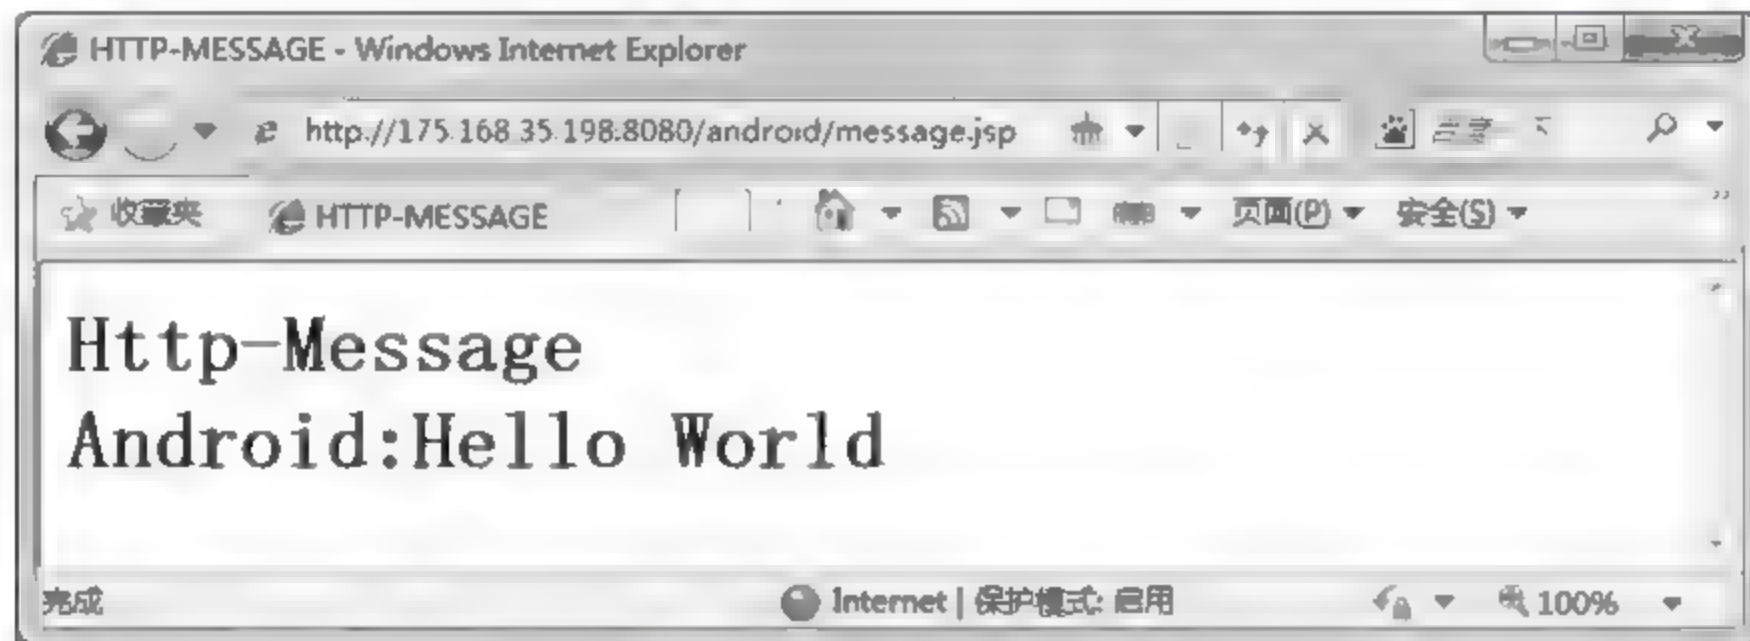 HTTP-MESSAGE - Windows Internet Explorer
http://175.168.35.198:8080/android/message.jsp
收藏夹 HTTP-MESSAGE 页面(P) 安全(S)
Http-Message
Android:Hello World
完成 Internet | 保护模式: 启用 100%